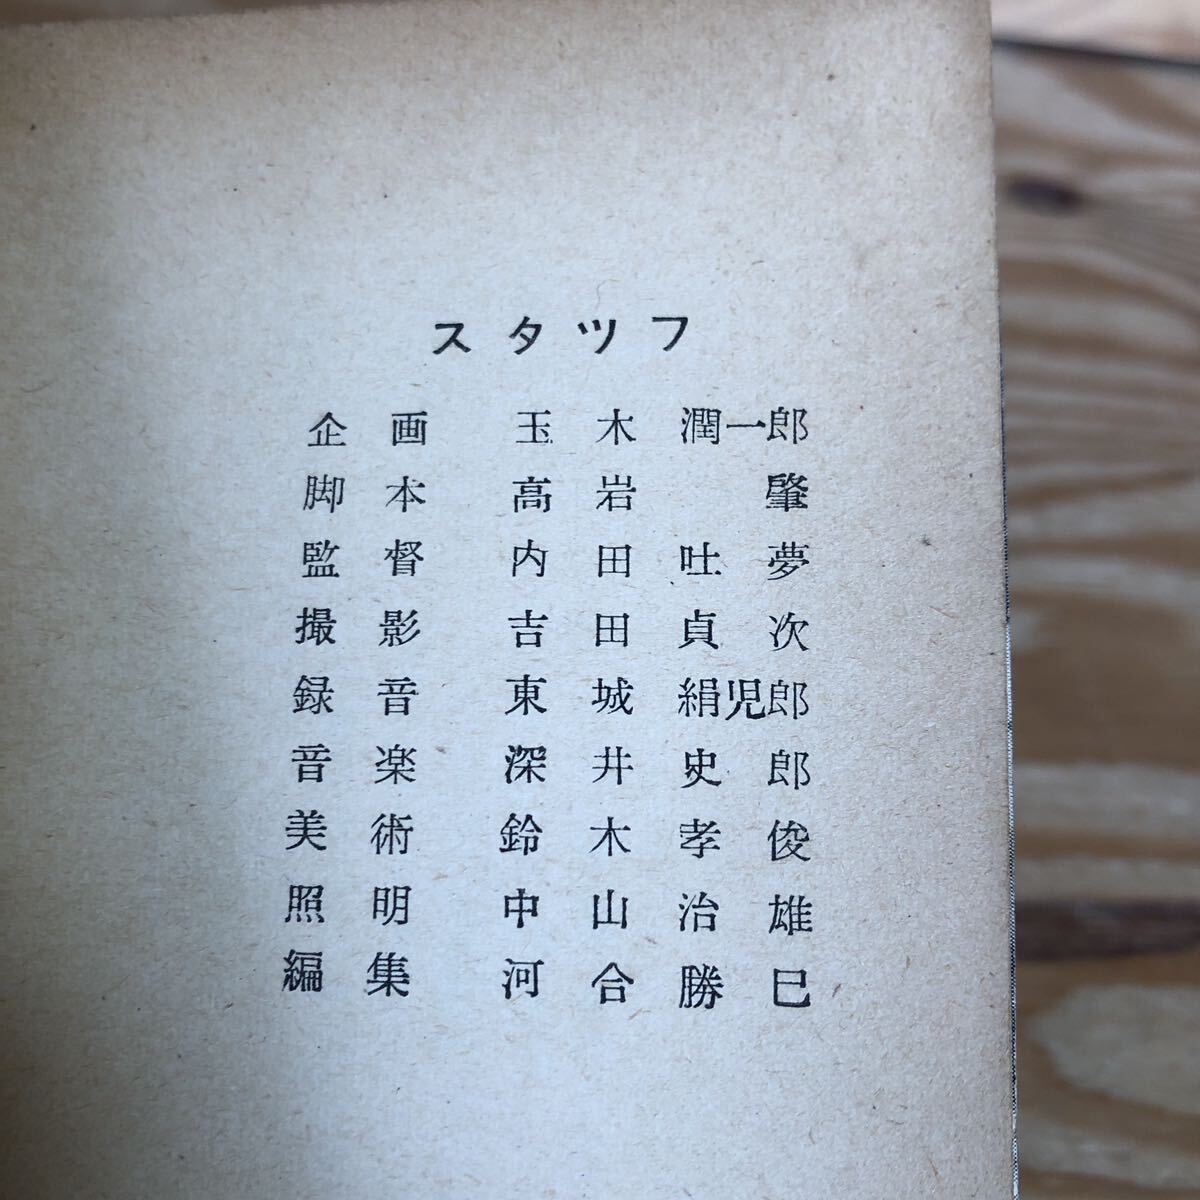 スタツフ
企画 玉木潤一郎
脚本 高岩肇
監督 内田吐夢
撮影 吉田貞次
録音 東城絹児郎
音楽 深井史郎
美術 鈴木孝俊
照明 中山治雄
編集 河合勝巳